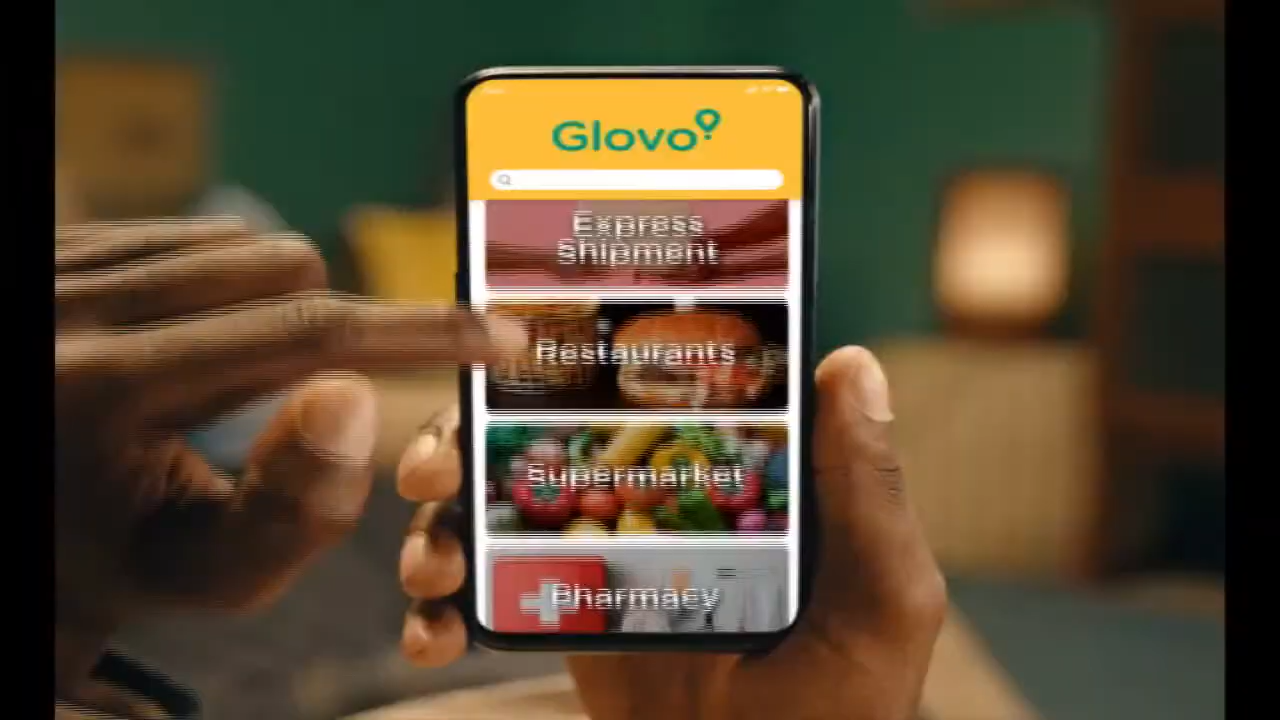 Glovo
Express
Shipment
Restaurants
Supermarket
Pharmacy